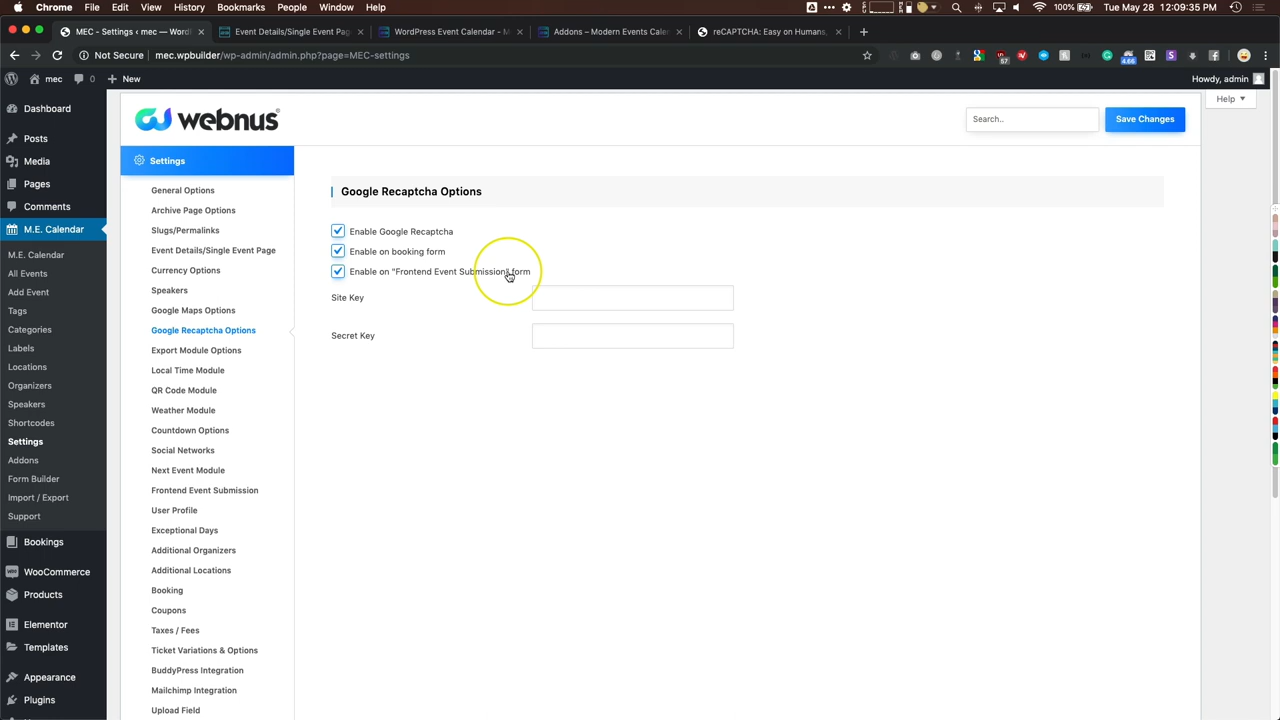 Chrome File Edit View History Bookmarks People Window Help 100% Tue May 28 3:26:35 PM
MEC - Settings ‹ mec — WordP
Event Details/Single Event Page
WordPress Event Calendar - M
Addons – Modern Events Cale
reCAPTCHA: Easy on Humans,
Not Secure mec.wpbuilder/wp-admin/admin.php?page=MEC-settings
57
4.66
mec 0 New Howdy, admin
Dashboard
Posts
Media
Pages
Comments
M.E. Calendar
M.E. Calendar
All Events
Add Event
Tags
Categories
Labels
Locations
Organizers
Speakers
Shortcodes
Settings
Addons
Form Builder
Import / Export
Support
Bookings
WooCommerce
Products
Elementor
Templates
Appearance
Plugins
webnus
Search..
Save Changes
Help
Settings
General Options
Archive Page Options
Slugs/Permalinks
Event Details/Single Event Page
Currency Options
Speakers
Google Maps Options
Google Recaptcha Options
Export Module Options
Local Time Module
QR Code Module
Weather Module
Countdown Options
Social Networks
Next Event Module
Frontend Event Submission
User Profile
Exceptional Days
Additional Organizers
Additional Locations
Booking
Coupons
Taxes / Fees
Ticket Variations & Options
BuddyPress Integration
Mailchimp Integration
Upload Field
Google Recaptcha Options
Enable Google Recaptcha
Enable on booking form
Enable on "Frontend Event Submission" form
Site Key
Secret Key